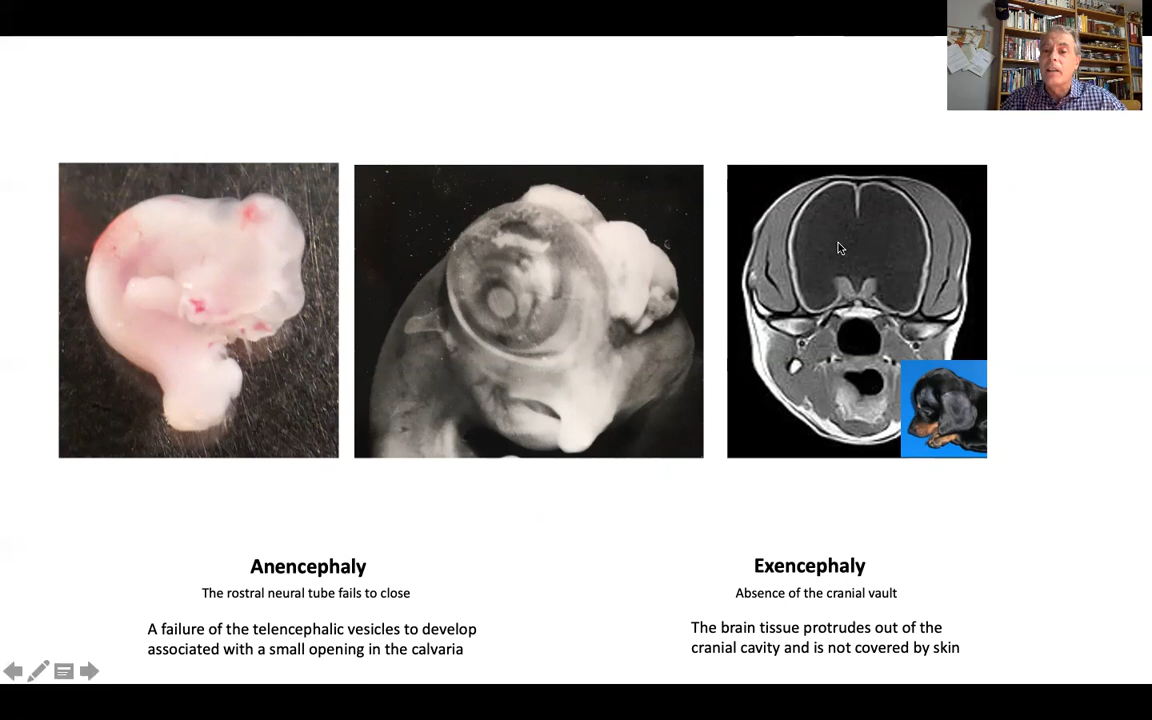 Anencephaly
The rostral neural tube fails to close
A failure of the telencephalic vesicles to develop
associated with a small opening in the calvaria
Exencephaly
Absence of the cranial vault
The brain tissue protrudes out of the
cranial cavity and is not covered by skin